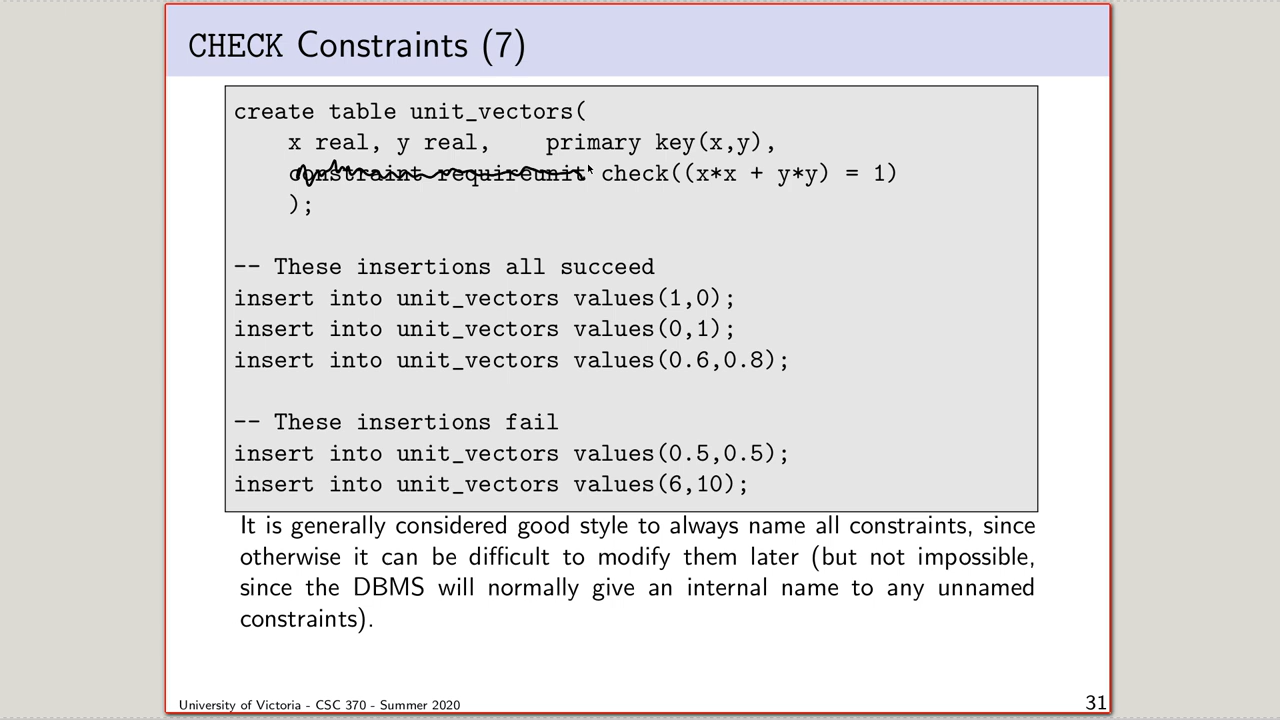 CHECK Constraints (7)
create table unit_vectors(
x real, y real, primary key(x,y),
constraint requireunit check((x*x + y*y) = 1)
);
-- These insertions all succeed
insert into unit_vectors values(1,0);
insert into unit_vectors values(0,1);
insert into unit_vectors values(0.6,0.8);
-- These insertions fail
insert into unit_vectors values(0.5,0.5);
insert into unit_vectors values(6,10);
It is generally considered good style to always name all constraints, since
otherwise it can be difficult to modify them later (but not impossible,
since the DBMS will normally give an internal name to any unnamed
constraints).
University of Victoria - CSC 370 - Summer 2020
31